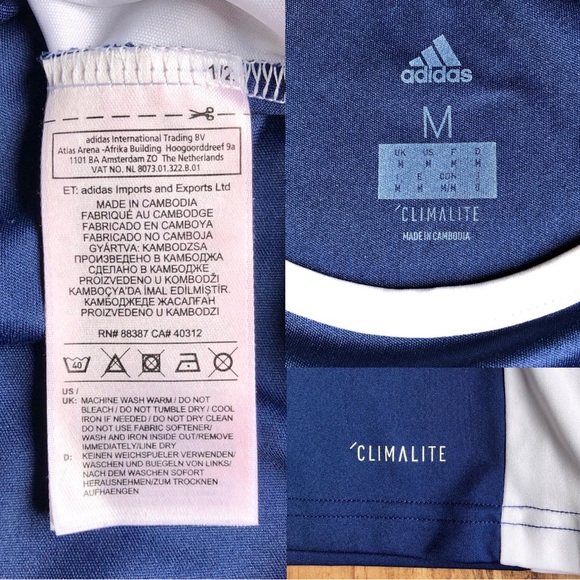 1/2
adidas International Trading BV
Atlas Arena -Afrika Building Hoogoorddreef 9a
1101 BA Amsterdam ZO The Netherlands
VAT NO. NL 8073.01.322.B.01
ET: adidas Imports and Exports Ltd
MADE IN CAMBODIA
FABRIQUÉ AU CAMBODGE
FABRICADO EN CAMBOYA
FABRICADO NO CAMBOJA
GYÁRTVA: KAMBODZSA
ПРОИЗВЕДЕНО В КАМБОДЖА
СДЕЛАНО В КАМБОДЖЕ
PROIZVEDENO U KAMBODŽI
KAMBOÇYA'DA İMAL EDİLMİŞTİR.
КАМБОДЖЕДЕ ЖАСАЛҒАН
PROIZVEDENO U KAMBODZI
RN# 88387 CA# 40312
40
US /
UK: MACHINE WASH WARM / DO NOT
BLEACH / DO NOT TUMBLE DRY / COOL
IRON IF NEEDED / DO NOT DRY CLEAN
DO NOT USE FABRIC SOFTENER/
WASH AND IRON INSIDE OUT/REMOVE
IMMEDIATELY/LINE DRY
D: KEINEN WEICHSPUELER VERWENDEN/
WASCHEN UND BUEGELN VON LINKS/
NACH DEM WASCHEN SOFORT
HERAUSNEHMEN/ZUM TROCKNEN
AUFHAENGEN
adidas
M
UK US F D
M M M M
J E CDN I
M M M/M U
´CLIMALITE
MADE IN CAMBODIA
´CLIMALITE